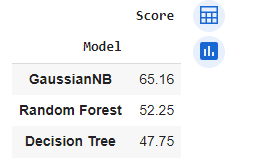 Score
Model
GaussianNB 65.16
Random Forest 52.25
Decision Tree 47.75